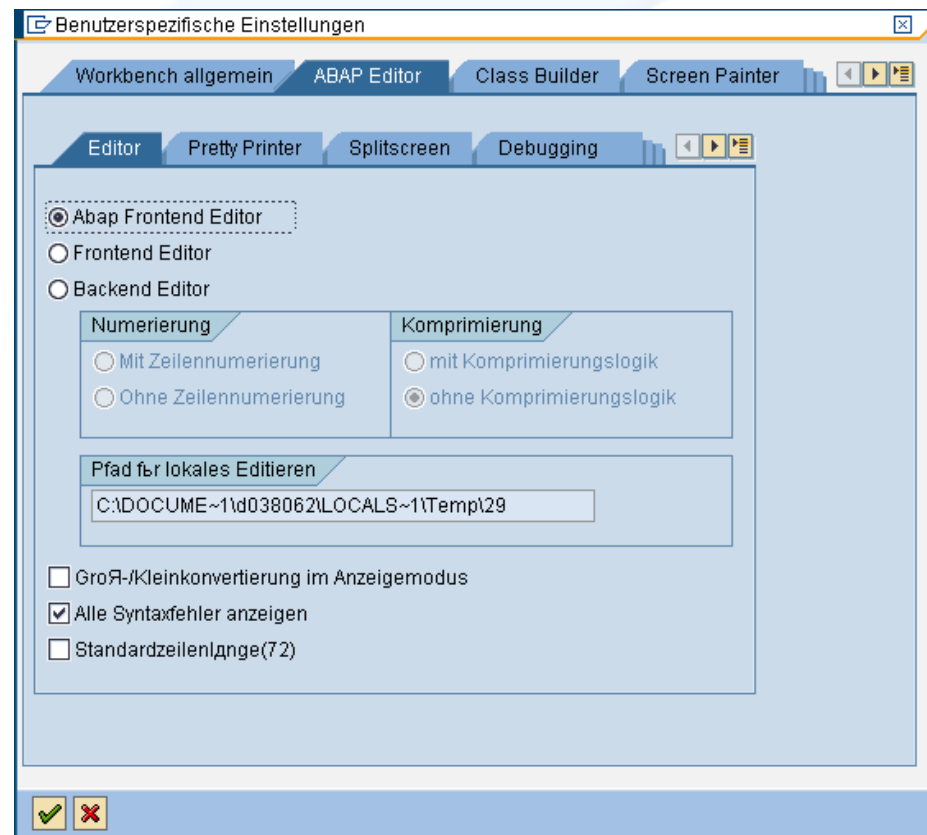 Benutzerspezifische Einstellungen
Workbench allgemein ABAP Editor Class Builder Screen Painter
Editor Pretty Printer Splitscreen Debugging
Abap Frontend Editor
Frontend Editor
Backend Editor
Numerierung Komprimierung
Mit Zeilennumerierung mit Komprimierungslogik
Ohne Zeilennumerierung ohne Komprimierungslogik
Pfad fьr lokales Editieren
C:\DOCUME~1\d038062\LOCALS~1\Temp\29
GroЯ-/Kleinkonvertierung im Anzeigemodus
Alle Syntaxfehler anzeigen
Standardzeilenlдnge(72)